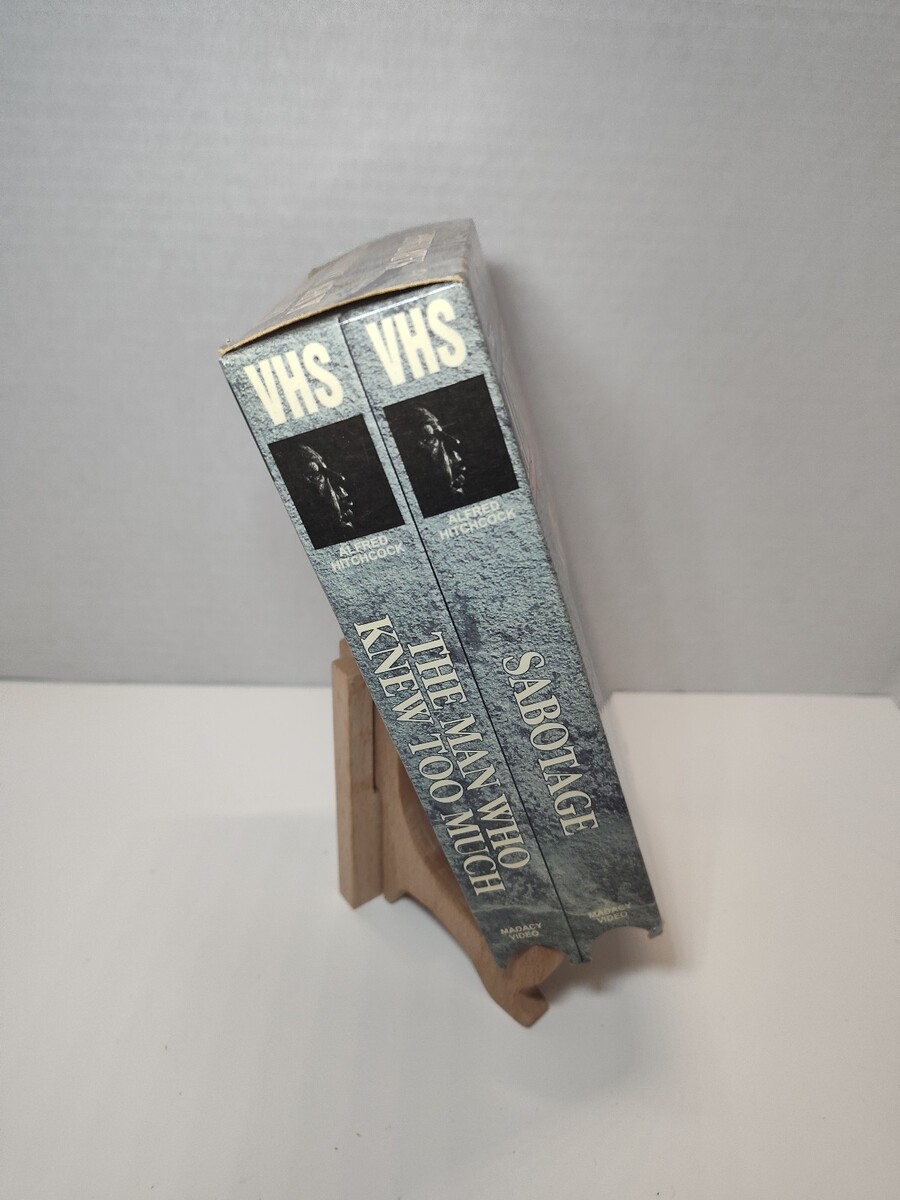 VHS
ALFRED
HITCHCOCK
THE MAN WHO
KNEW TOO MUCH
MADACY
VIDEO
VHS
ALFRED
HITCHCOCK
SABOTAGE
MADACY
VIDEO